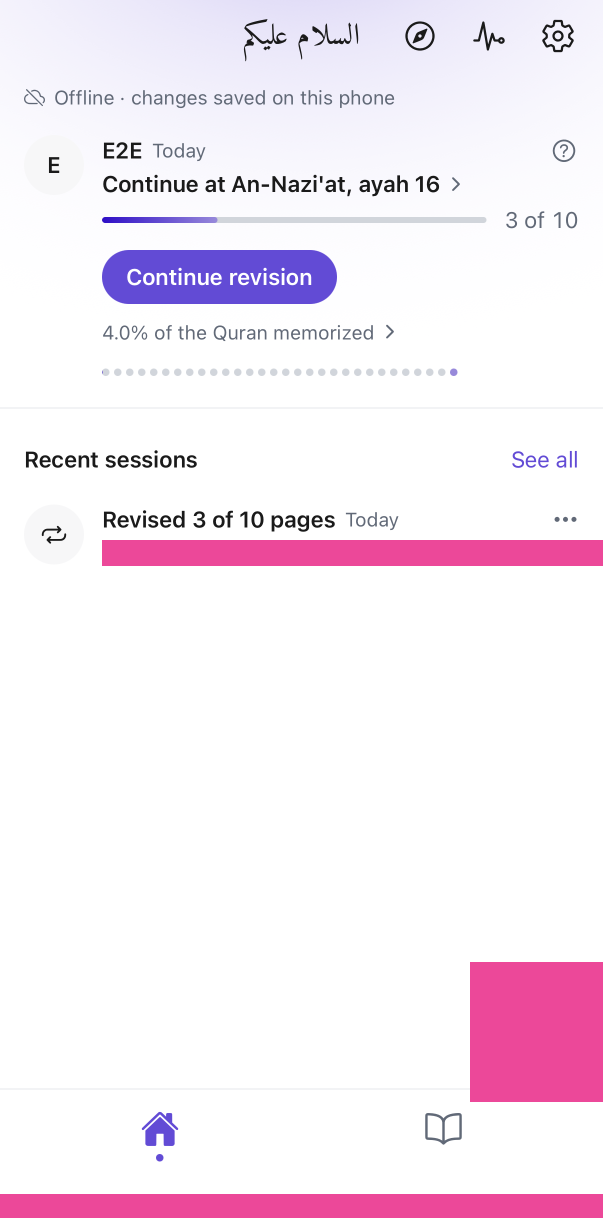 السلام عليكم
Offline · changes saved on this phone
E
E2E Today
Continue at An-Nazi'at, ayah 16
3 of 10
Continue revision
4.0% of the Quran memorized
Recent sessions
See all
Revised 3 of 10 pages Today